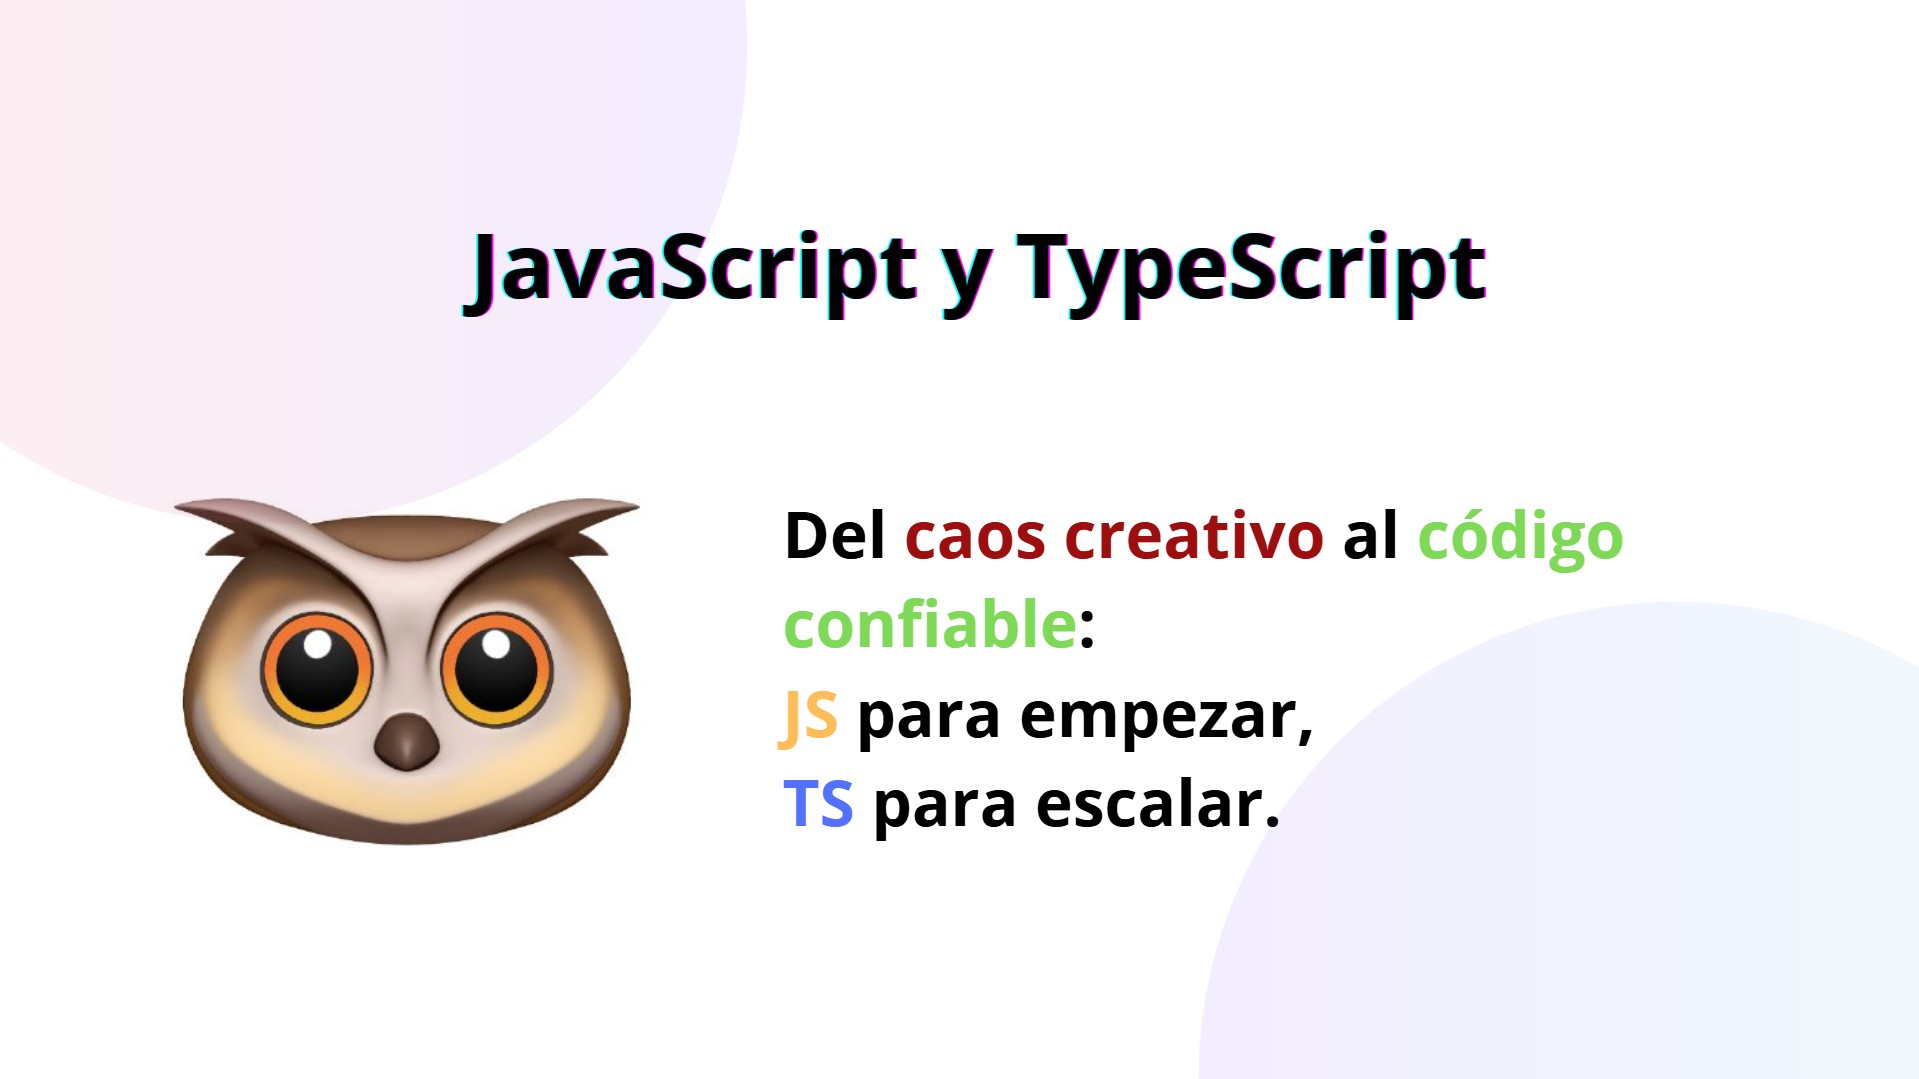 JavaScript y TypeScript
Del caos creativo al código
confiable:
JS para empezar,
TS para escalar.